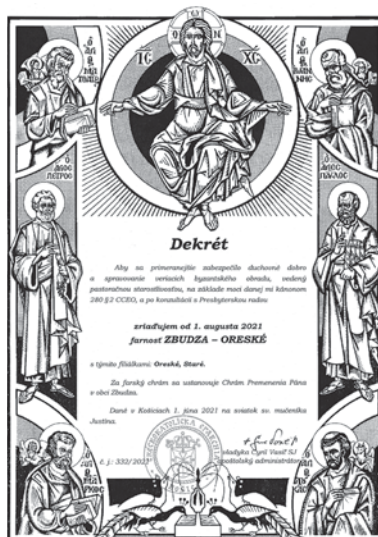 Ο ΩΝ
ΙC ΧC
Dekrét
Aby sa primeranejšie zabezpečilo duchovné dobro
a spravovanie veriacich byzantského obradu, vedený
pastoračnou starostlivosťou, na základe moci danej mi kánonom
280 §2 CCEO, a po konzultácii s Presbyterskou radou
zriaďujem od 1. augusta 2021
farnosť ZBUDZA – ORESKÉ
s týmito filiálkami: Oreské, Staré.
Za farský chrám sa ustanovuje Chrám Premenenia Pána
v obci Zbudza.
Dané v Košiciach 1. júna 2021 na sviatok sv. mučeníka
Justína.
vladyka Cyril Vasiľ SJ
č. j.: 332/2021
apoštolský administrátor